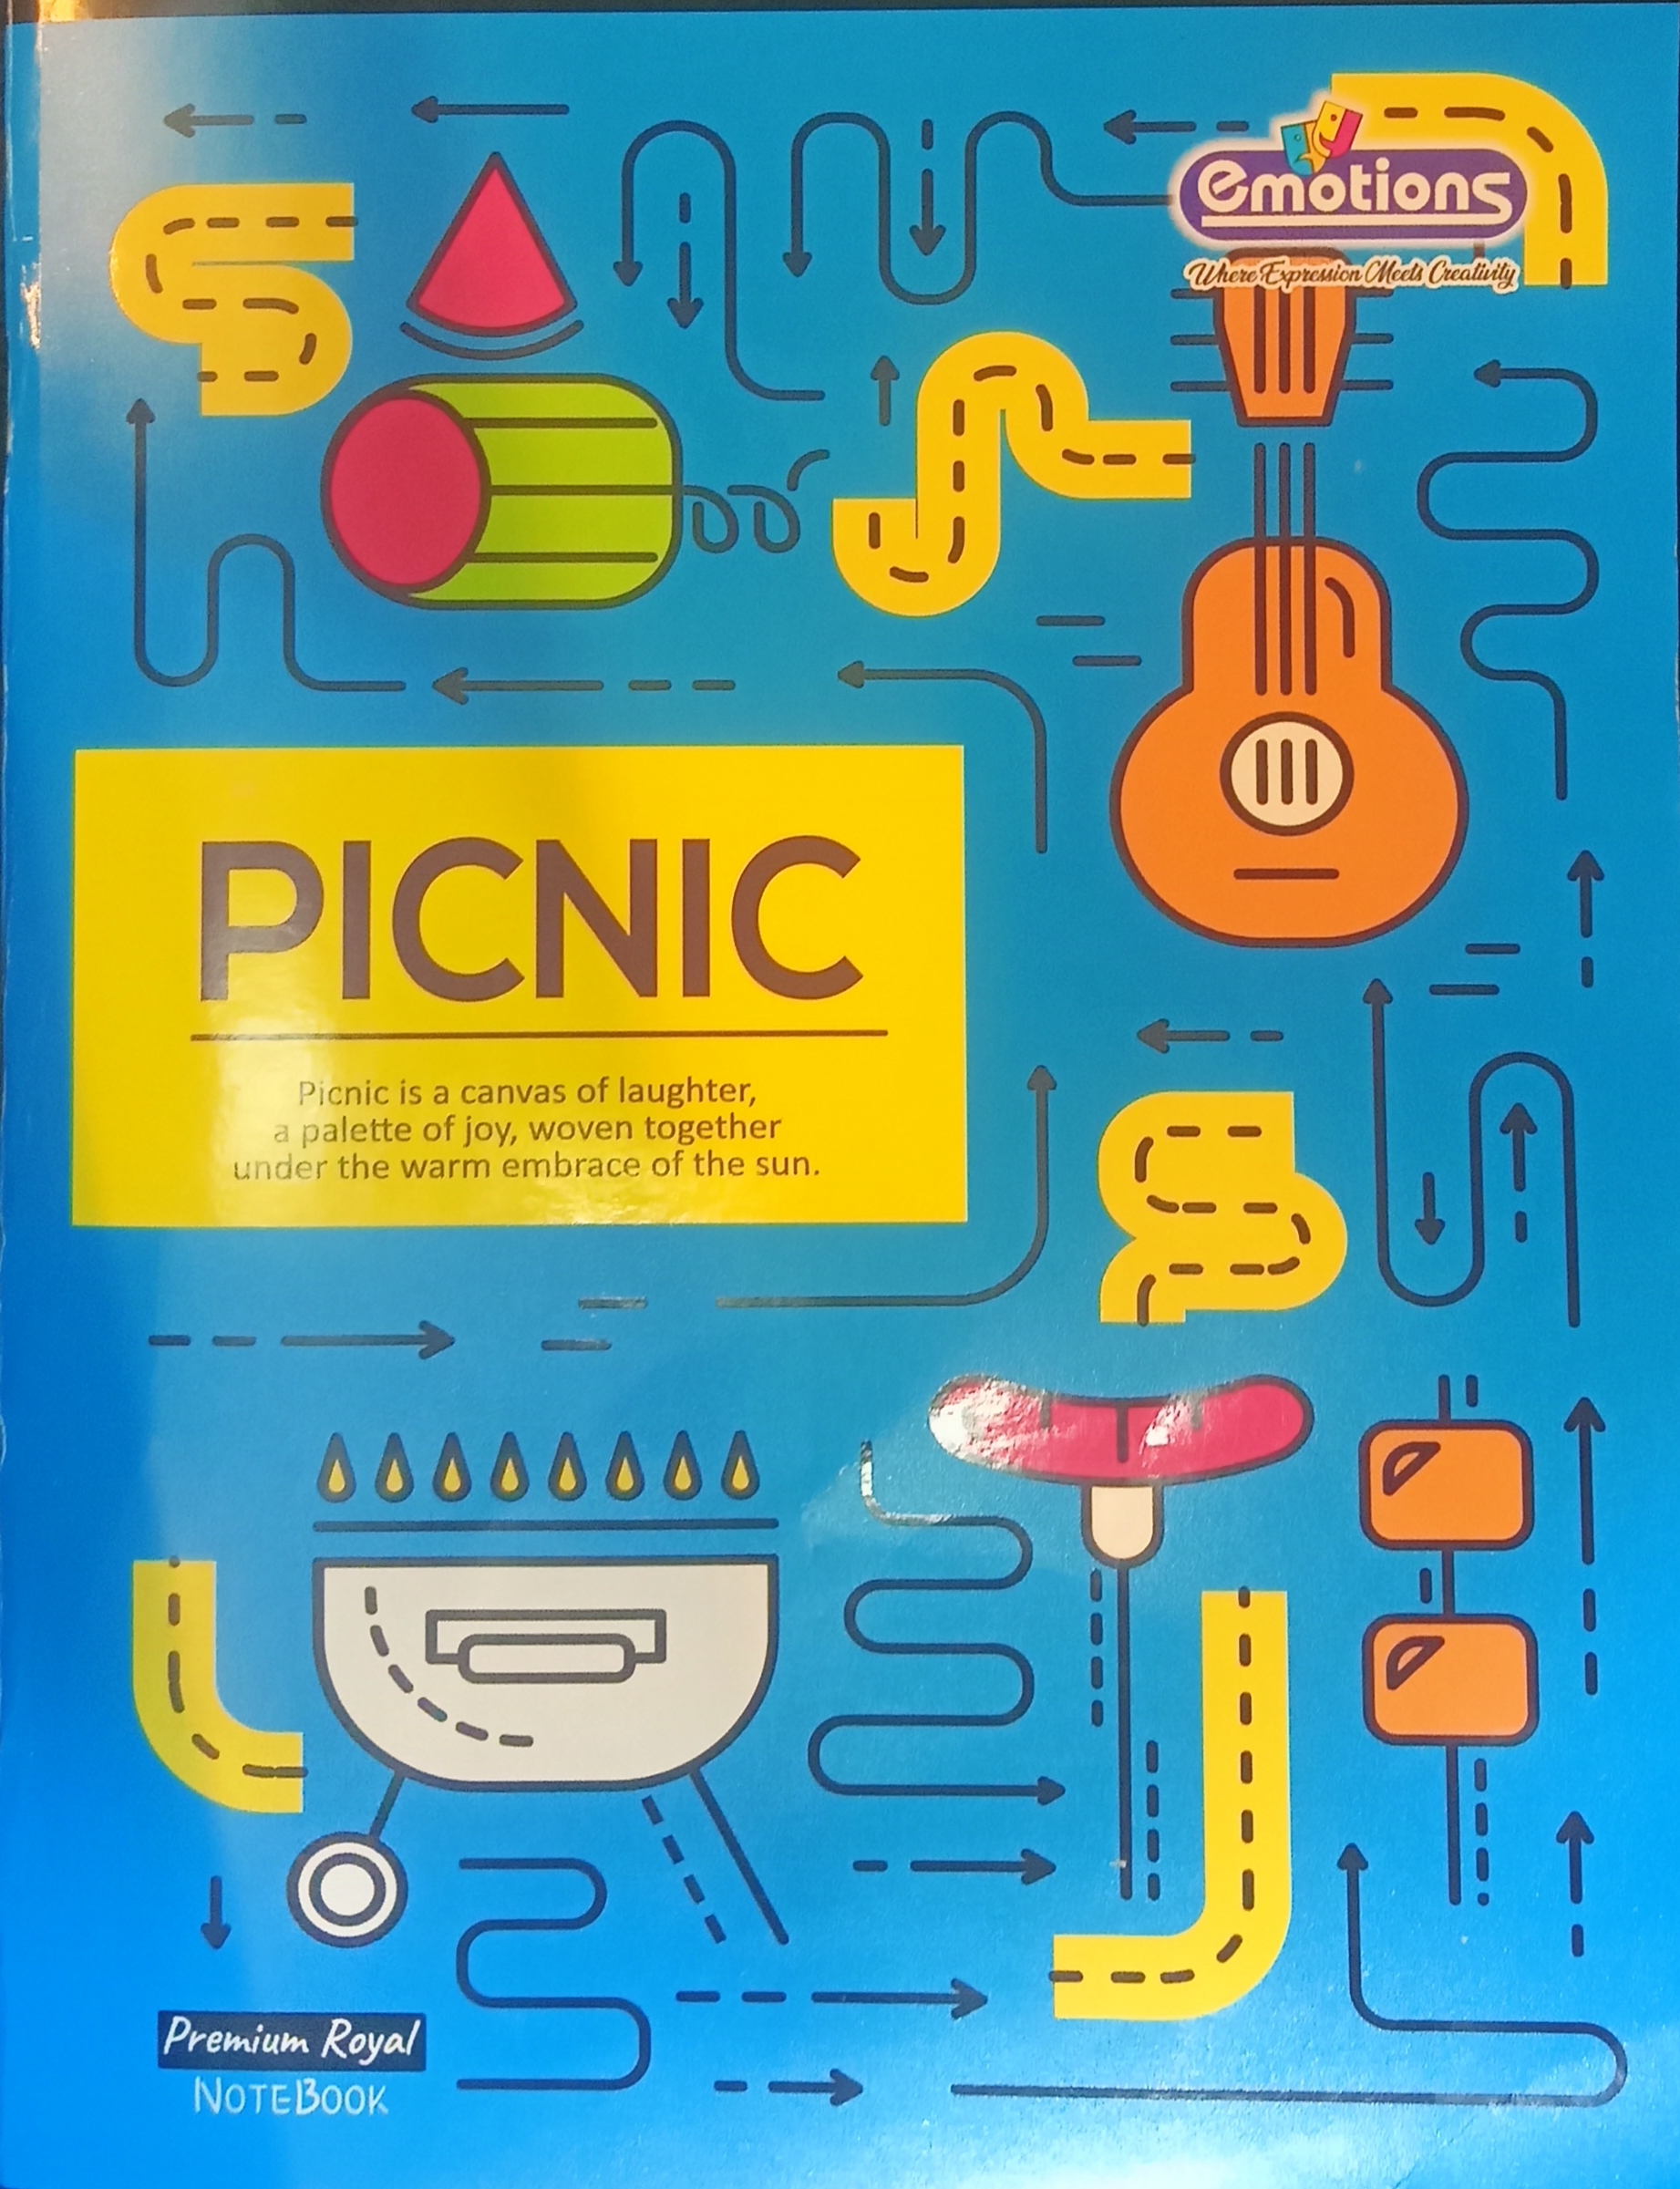 emotions
Where Expression Meets Creativity
PICNIC
Picnic is a canvas of laughter,
a palette of joy, woven together
under the warm embrace of the sun.
Premium Royal
NOTEBOOK